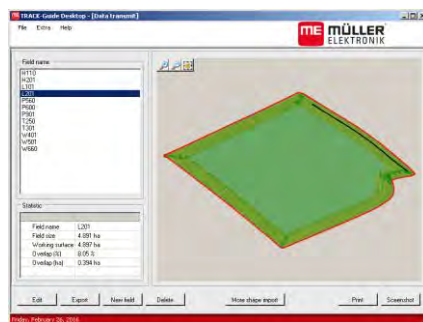 TRACK-Guide Desktop - [Data transmit]
File Extra Help
ME MÜLLER
ELEKTRONIK
Field name
H110
H201
L101
L201
P560
P600
P901
T250
T301
W401
W501
W660
Statistic
Field name L201
Field size 4.891 ha
Working surface 4.897 ha
Overlap (%) 8.05 %
Overlap (ha) 0.394 ha
Edit Export New field Delete More shape import Print Screenshot
Friday, February 26, 2016